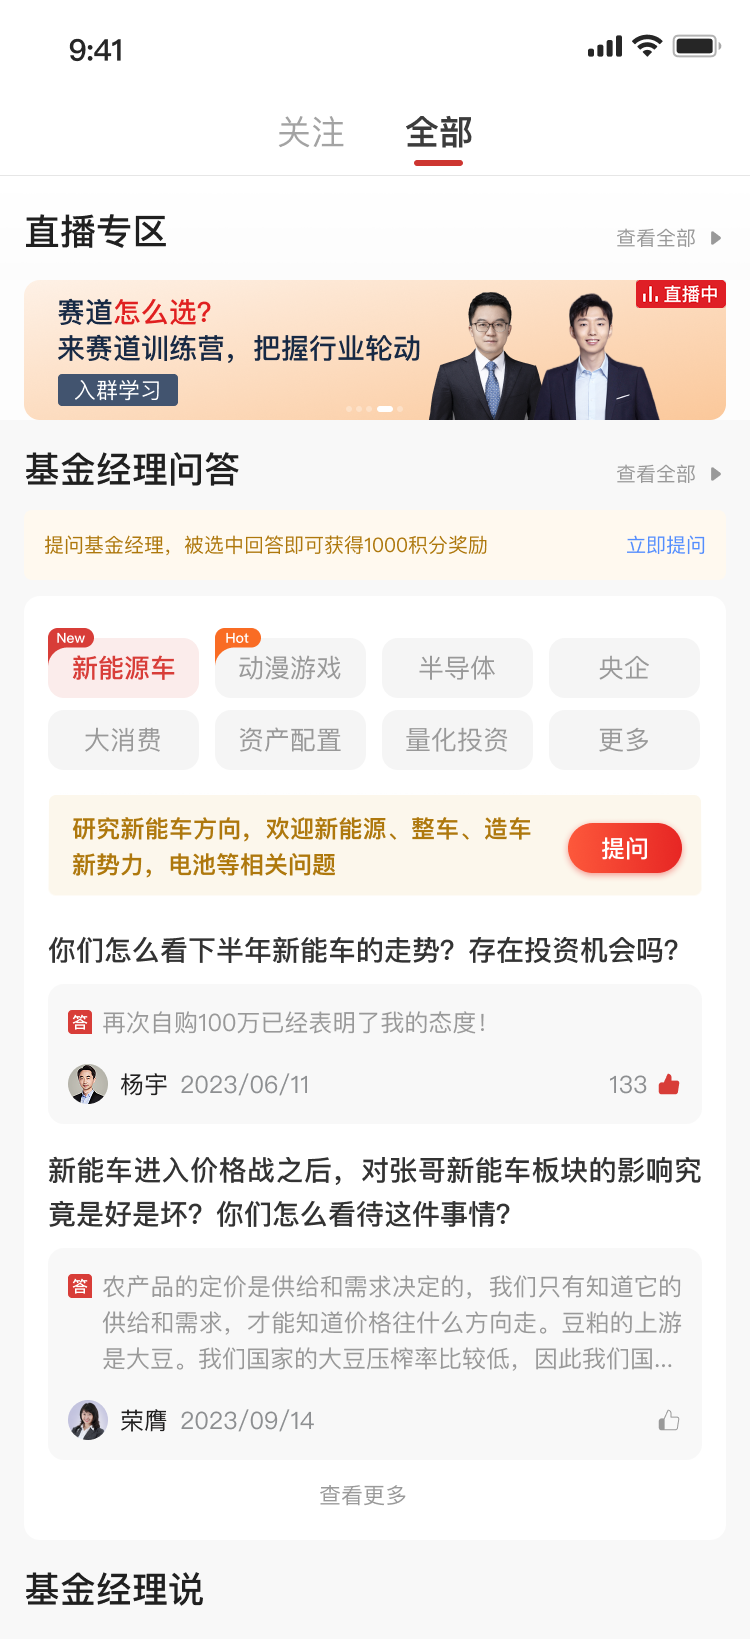 9:41
关注
全部
直播专区
查看全部
直播中
赛道怎么选?
来赛道训练营，把握行业轮动
入群学习
基金经理问答
查看全部
提问基金经理，被选中回答即可获得1000积分奖励
立即提问
New
新能源车
Hot
动漫游戏
半导体
央企
大消费
资产配置
量化投资
更多
研究新能车方向，欢迎新能源、整车、造车
新势力，电池等相关问题
提问
你们怎么看下半年新能车的走势？存在投资机会吗？
答
再次自购100万已经表明了我的态度！
杨宇 2023/06/11
133
新能车进入价格战之后，对张哥新能车板块的影响究
竟是好是坏？你们怎么看待这件事情？
答
农产品的定价是供给和需求决定的，我们只有知道它的
供给和需求，才能知道价格往什么方向走。豆粕的上游
是大豆。我们国家的大豆压榨率比较低，因此我们国...
荣膺 2023/09/14
查看更多
基金经理说